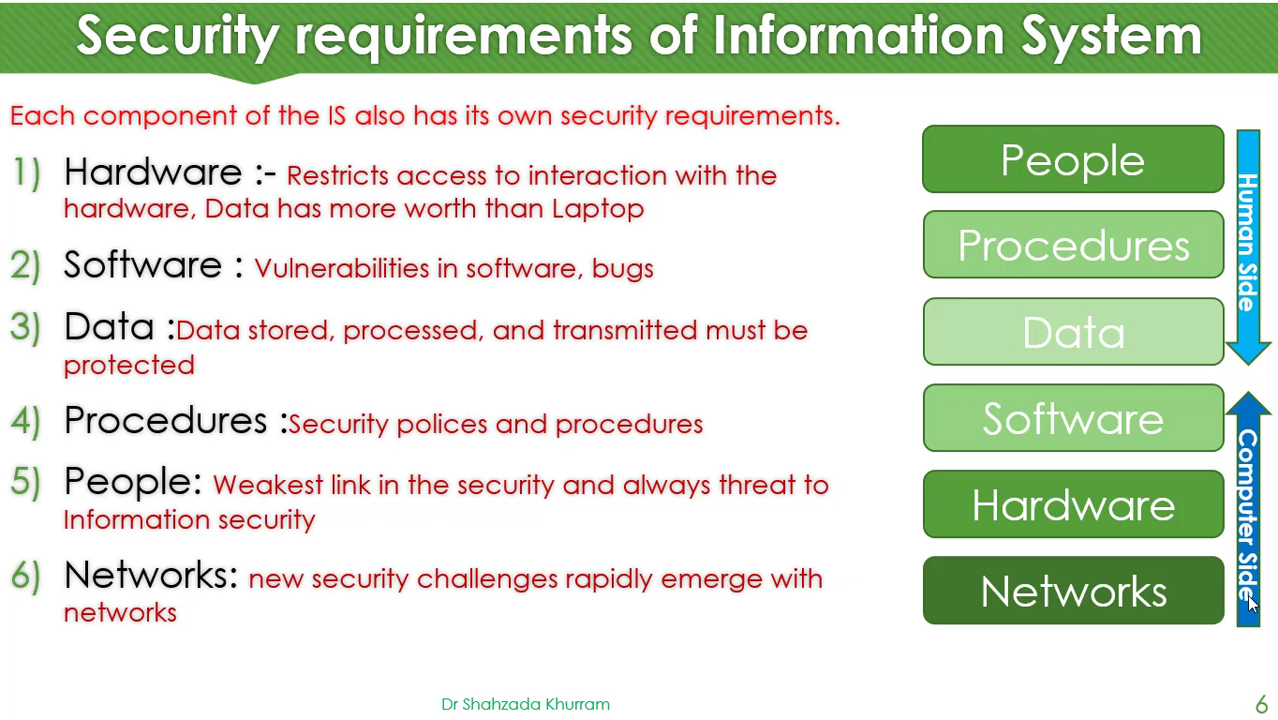 Security requirements of Information System
Each component of the IS also has its own security requirements.
1) Hardware :- Restricts access to interaction with the
hardware, Data has more worth than Laptop
2) Software : Vulnerabilities in software, bugs
3) Data :Data stored, processed, and transmitted must be
protected
4) Procedures :Security polices and procedures
5) People: Weakest link in the security and always threat to
Information security
6) Networks: new security challenges rapidly emerge with
networks
People
Procedures
Data
Software
Hardware
Networks
Human Side
Computer Side
Dr Shahzada Khurram
6